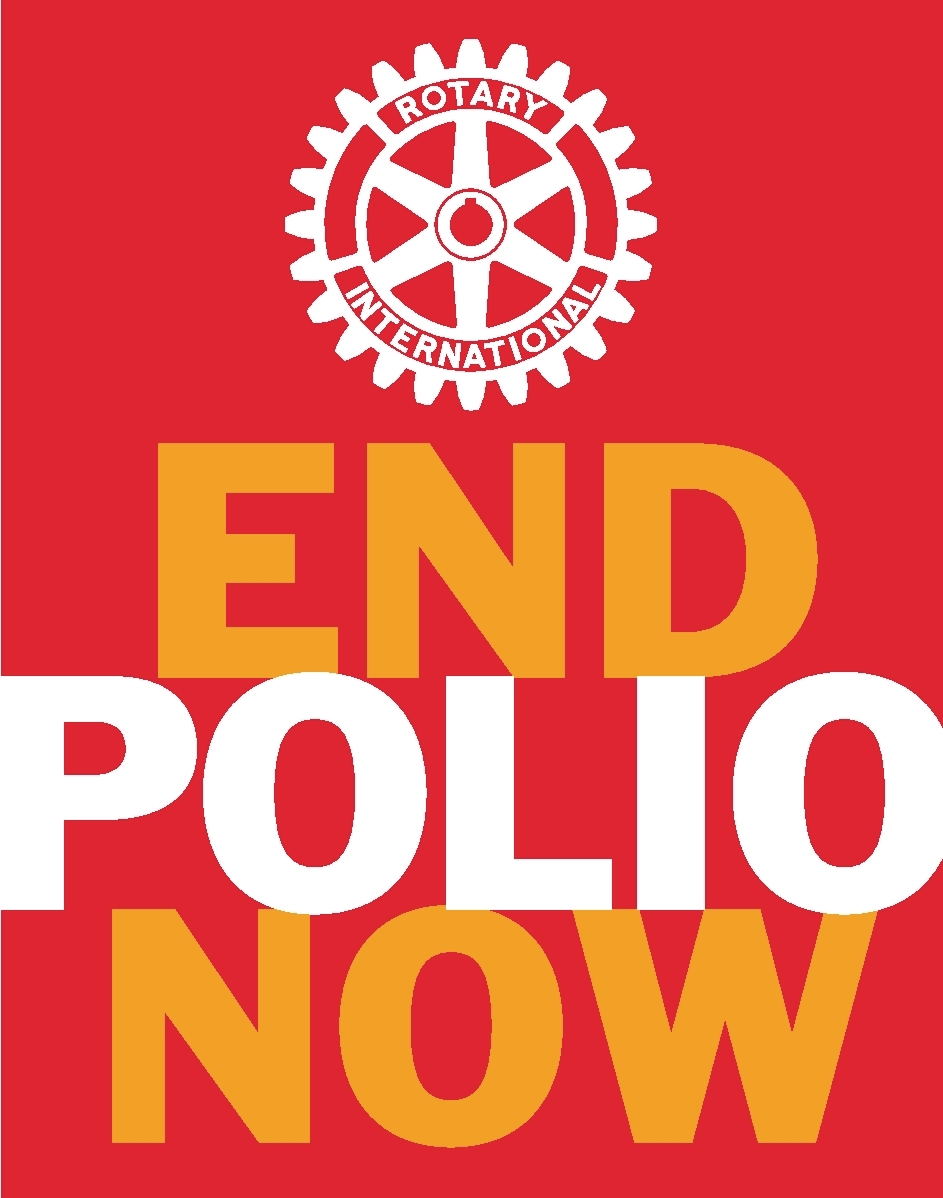 ROTARY
INTERNATIONAL
END
POLIO
NOW